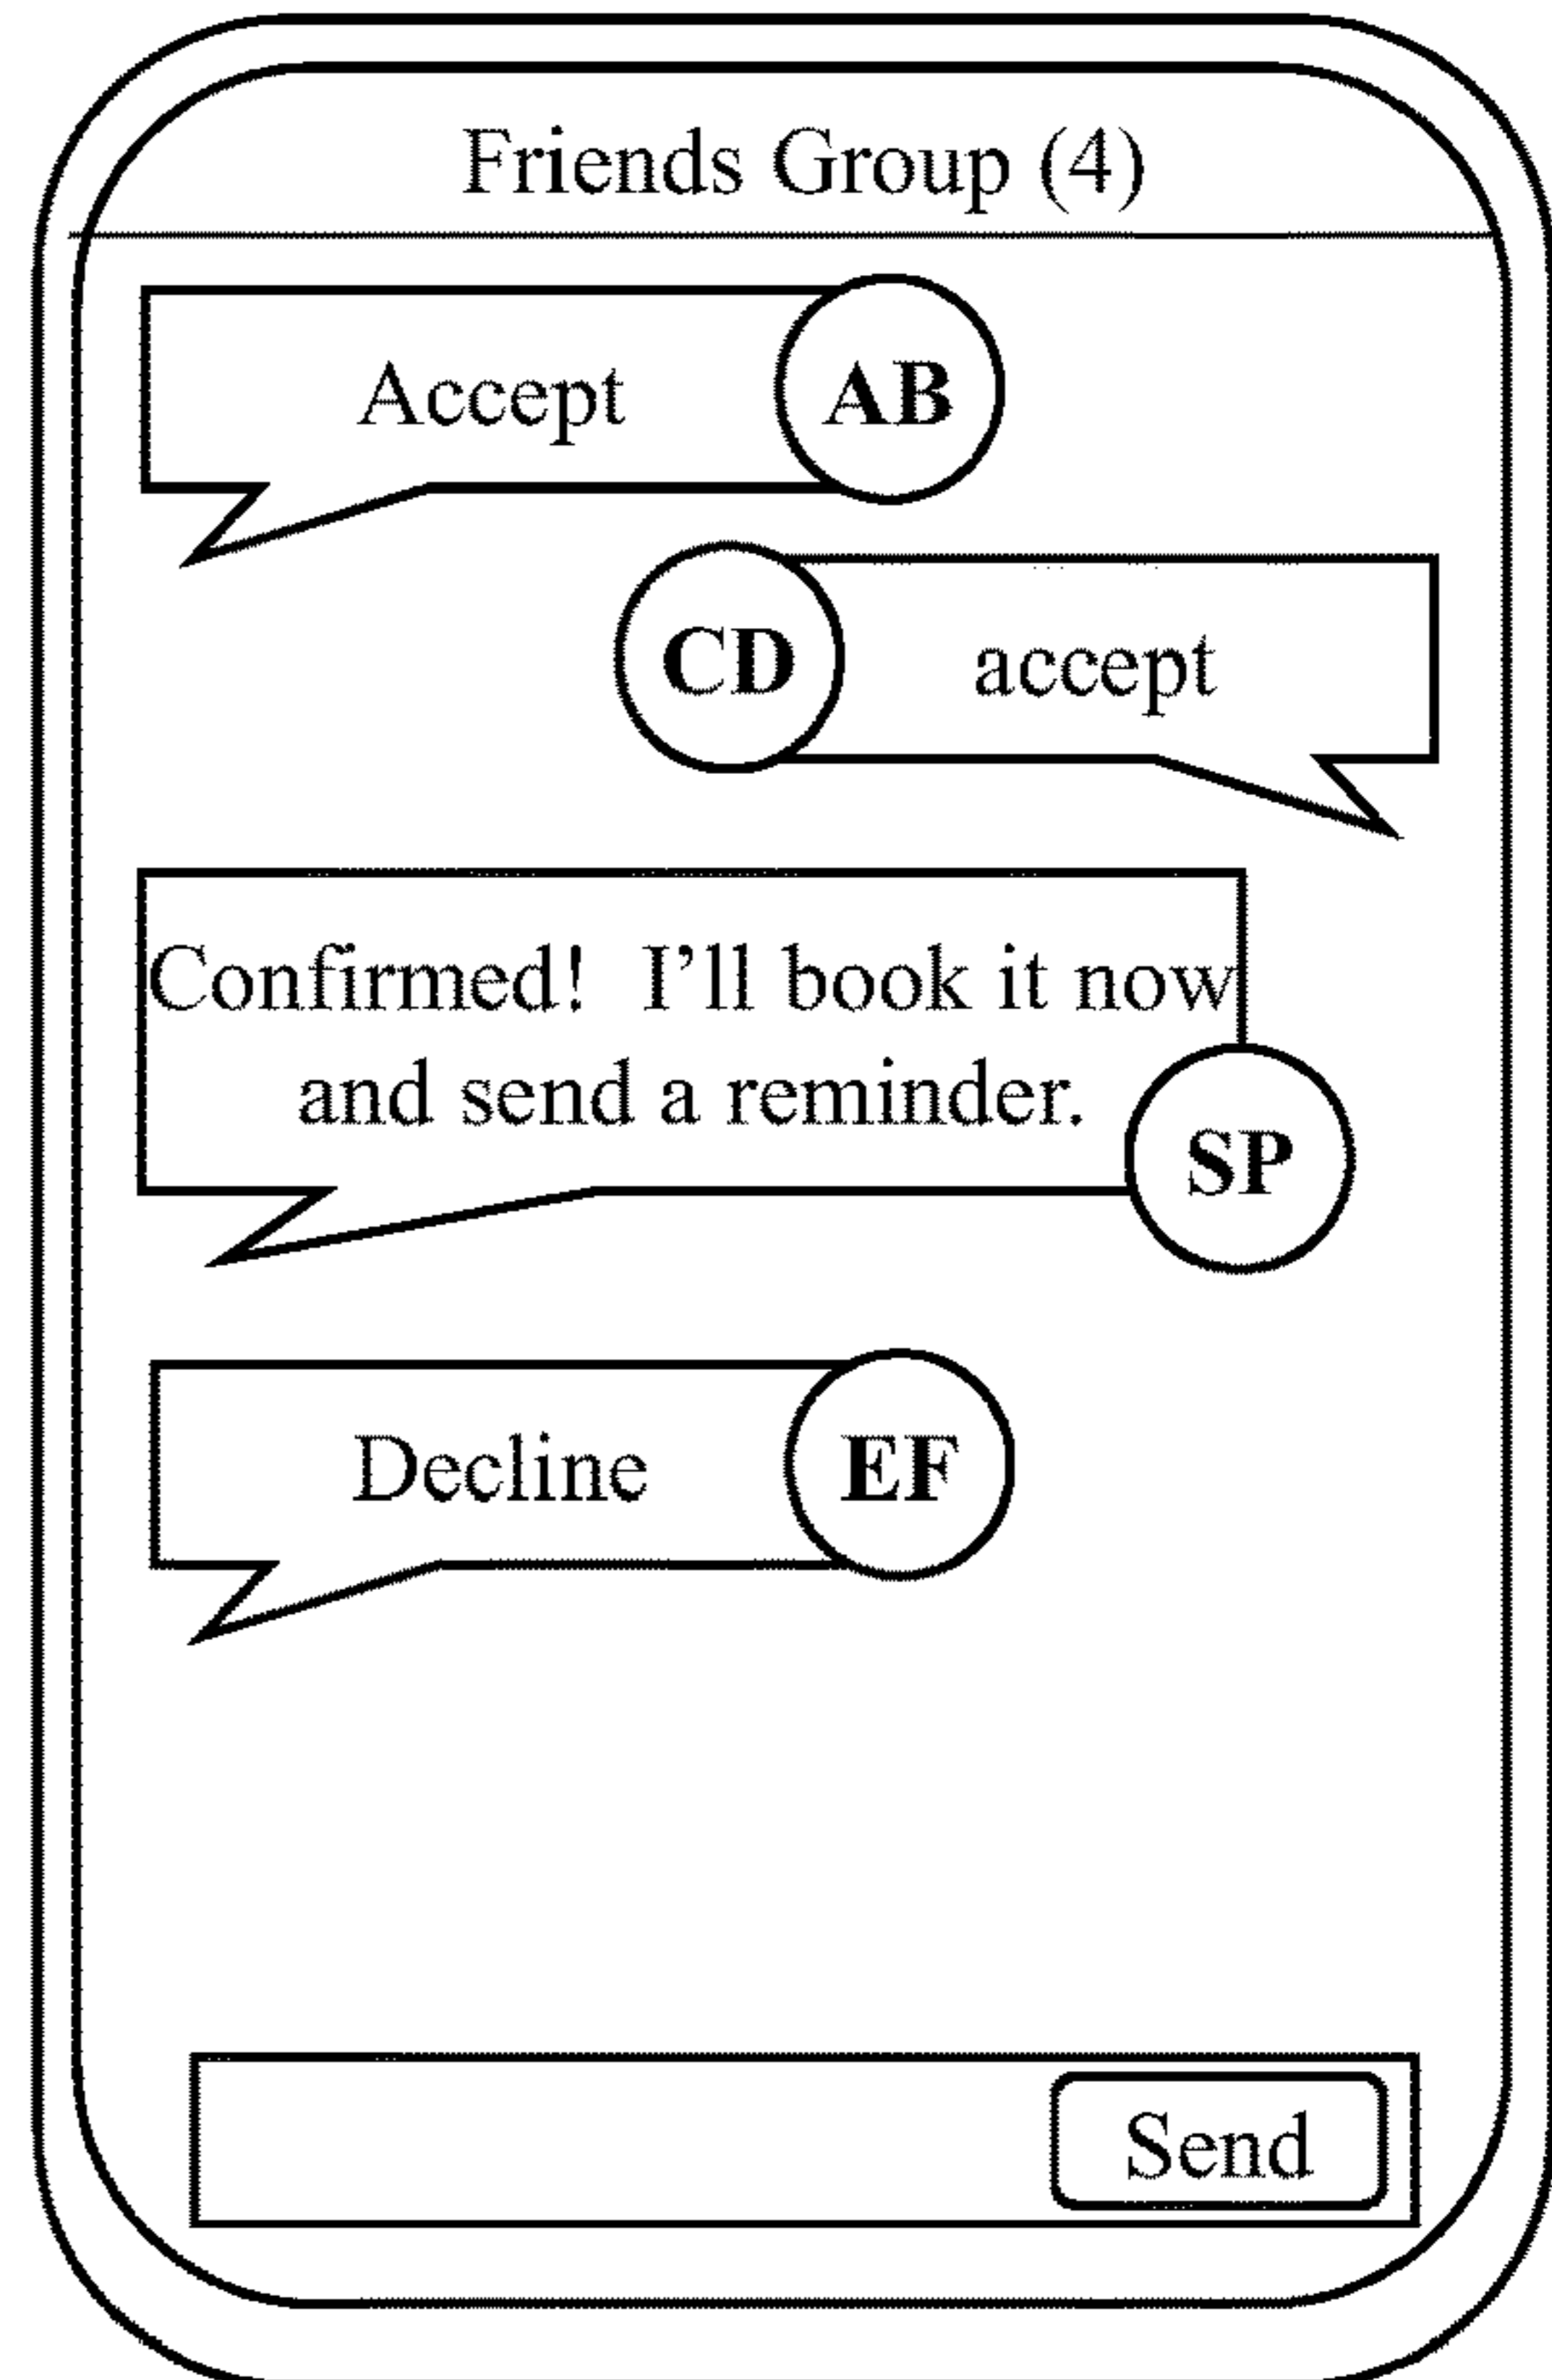 Friends Group (4)
Accept AB
CD accept
Confirmed! I'll book it now
and send a reminder.
SP
Decline EF
Send